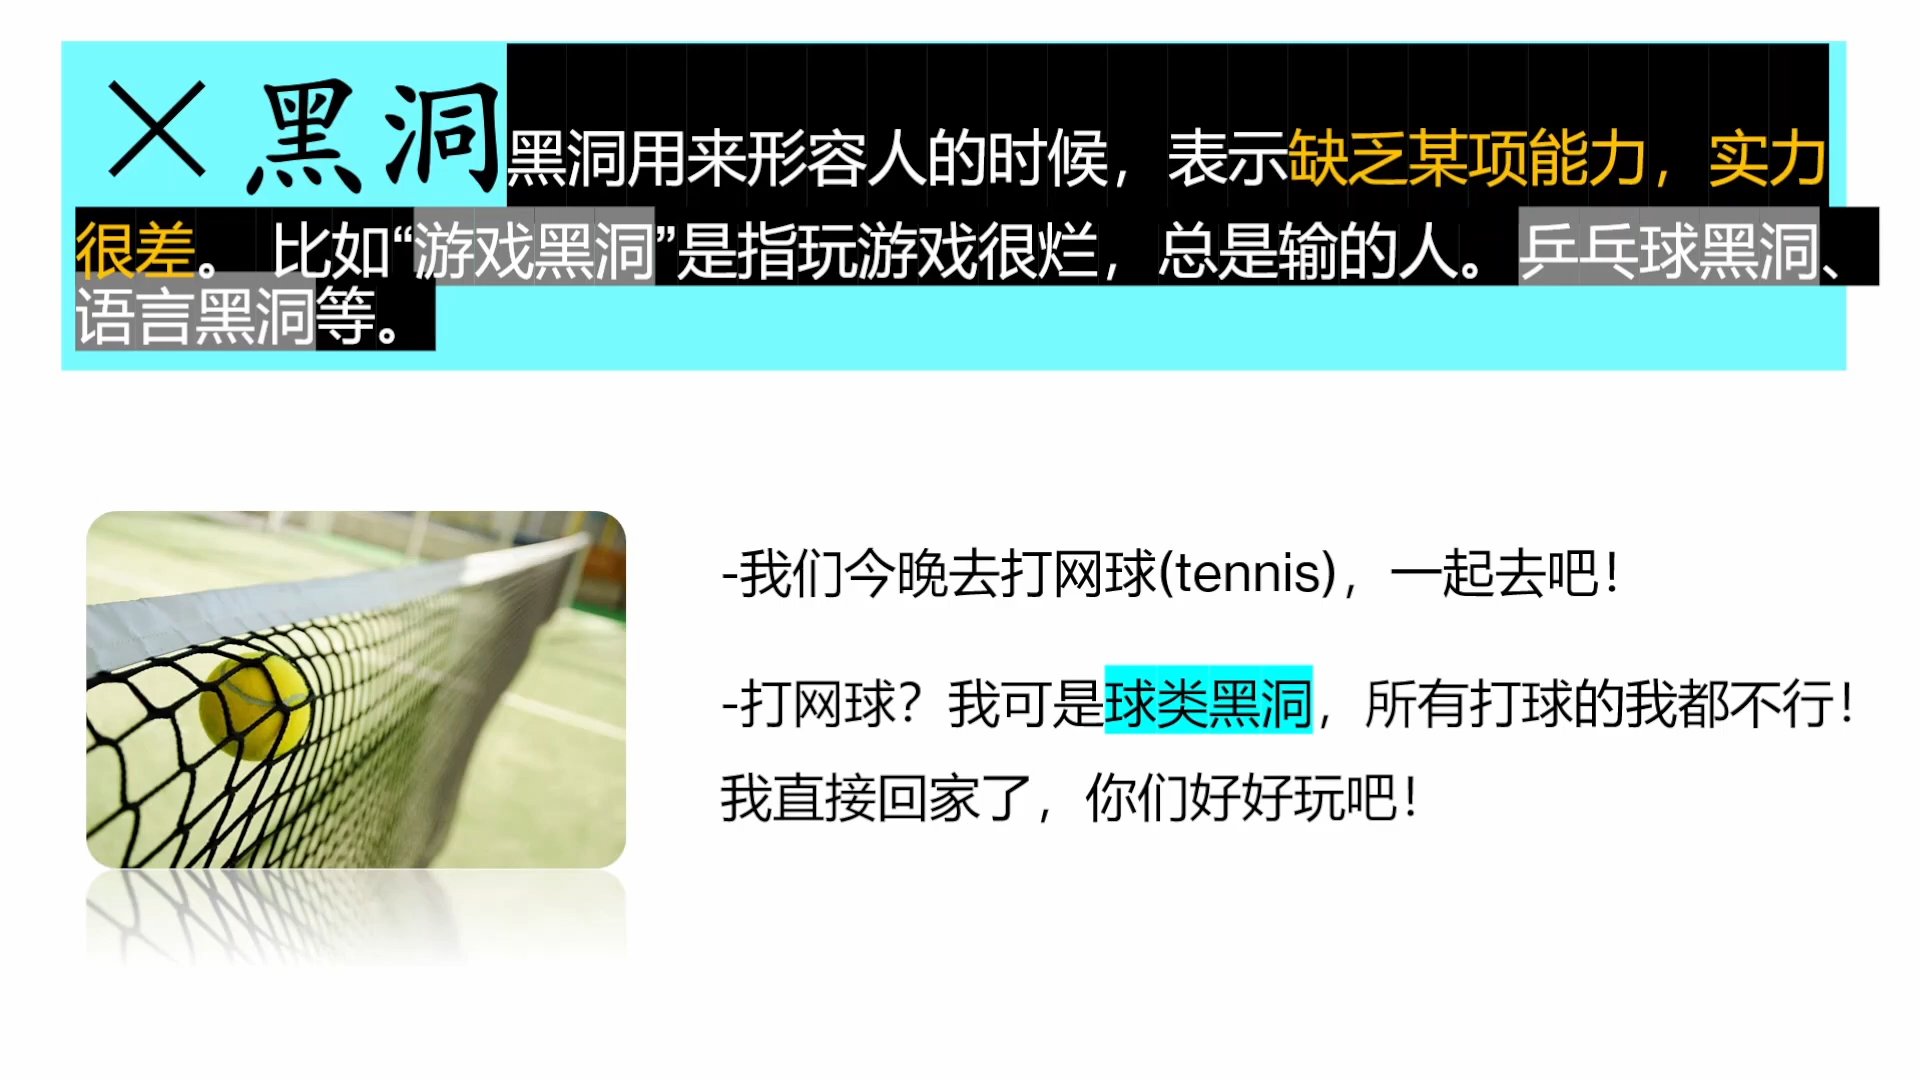 ×黑洞黑洞用来形容人的时候，表示缺乏某项能力，实力
很差。 比如“游戏黑洞”是指玩游戏很烂，总是输的人。乒乓球黑洞、
语言黑洞等。
-我们今晚去打网球(tennis)，一起去吧！
-打网球？我可是球类黑洞，所有打球的我都不行！
我直接回家了，你们好好玩吧！